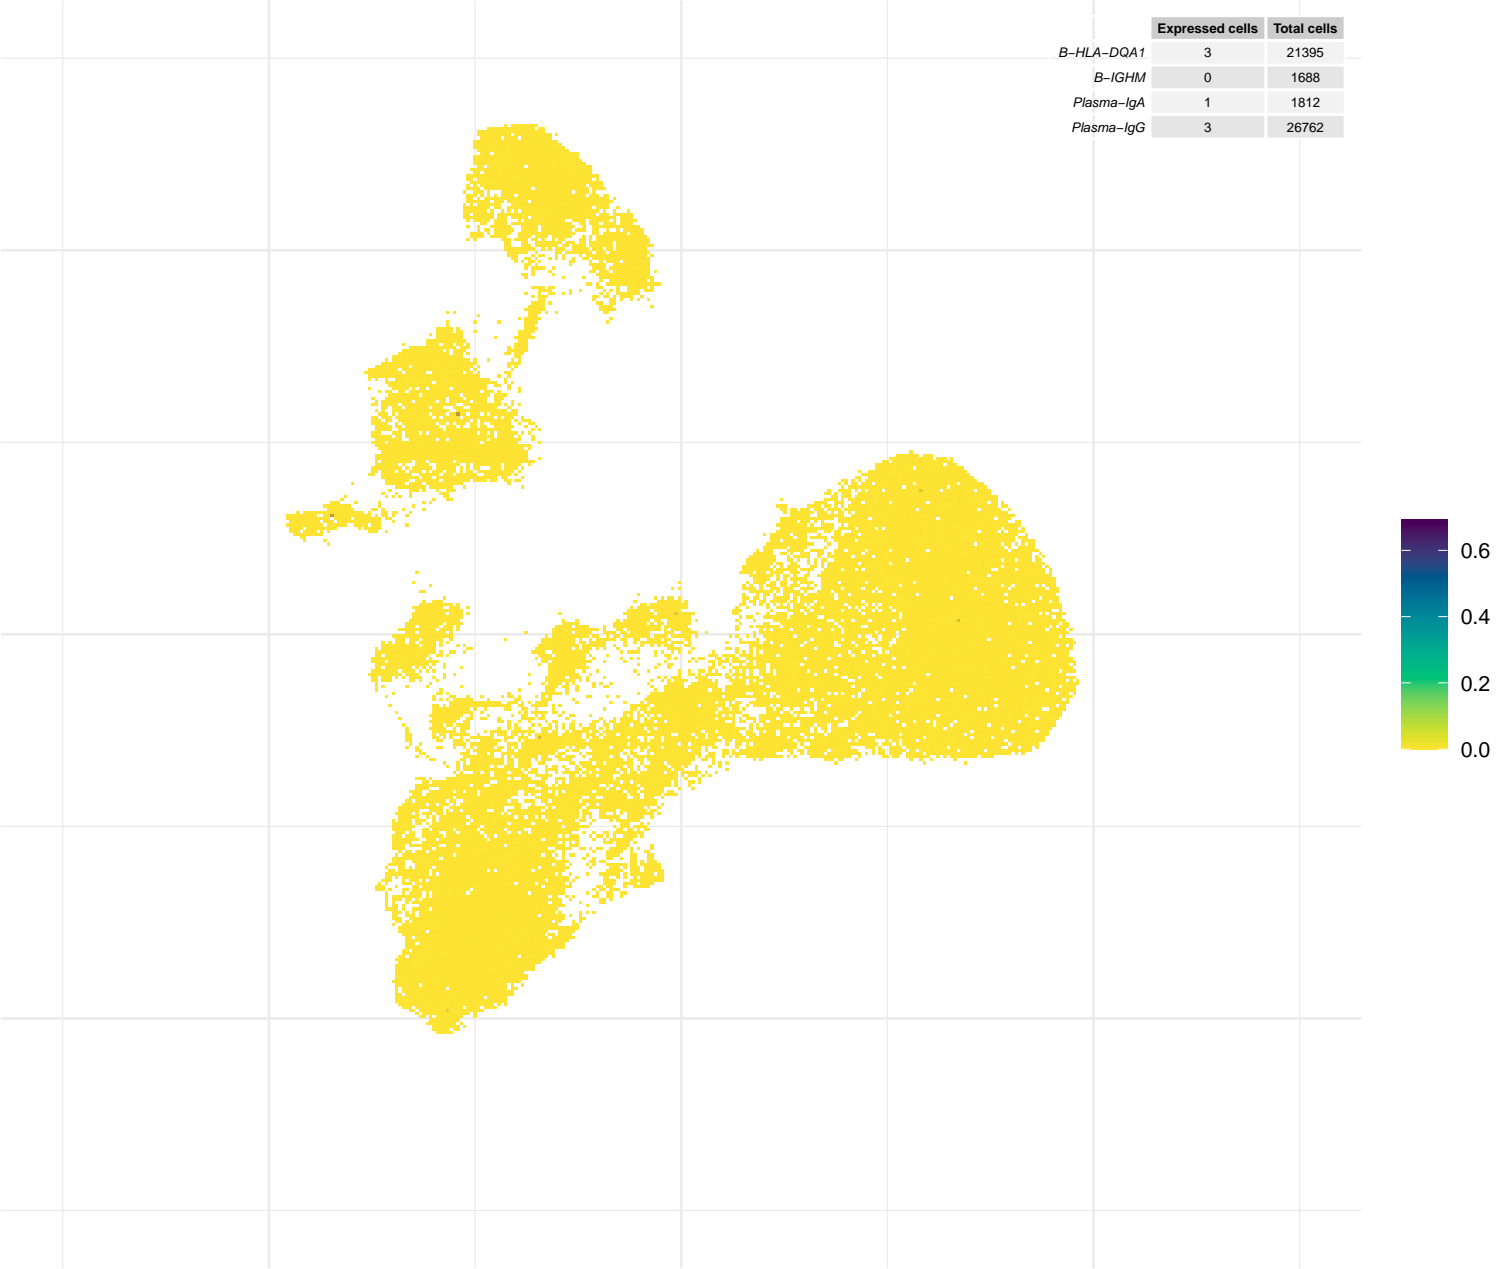 Expressed cells Total cells
B−HLA−DQA1 3 21395
B−IGHM 0 1688
Plasma−IgA 1 1812
Plasma−IgG 3 26762
0.6
0.4
0.2
0.0